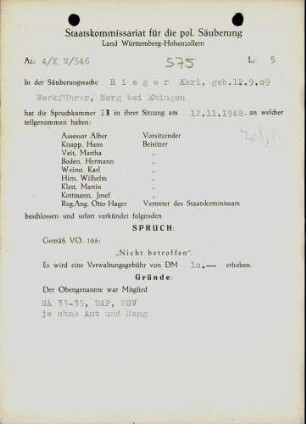 Staatskommissariat für die pol. Säuberung
Land Württemberg-Hohenzollern
Az: 4/K W/546 575 L: 5
In der Säuberungssache Rieger Karl, geb.12.9.09
Werkführer, Berg bei Ehingen
hat die Spruchkammer II in ihrer Sitzung am 12.11.1948 an welcher
teilgenommen haben:
Assessor Alber Vorsitzender
Knapp, Hans Beisitzer
Veit, Martha "
Boden, Hermann "
Weime, Karl "
Hirn, Wilhelm "
Klett, Martin "
Kottmann, Josef "
Reg.Ang. Otto Hager Vertreter des Staatskommissars
beschlossen und sofort verkündet folgenden
SPRUCH:
Gemäß VO. 166:
„Nicht betroffen“.
Es wird eine Verwaltungsgebühr von DM 10.-- erhoben.
Gründe:
Der Obengenannte war Mitglied
SA 33-35, DAF, NSV
je ohne Amt und Rang